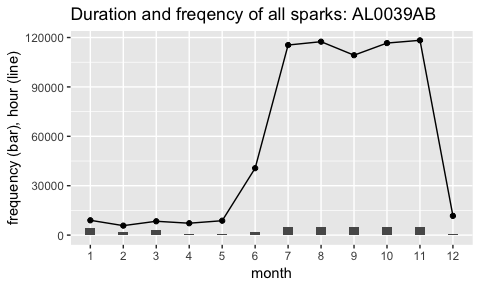 Duration and freqency of all sparks: AL0039AB
frequency (bar), hour (line)
120000
90000
60000
30000
0
1 2 3 4 5 6 7 8 9 10 11 12
month